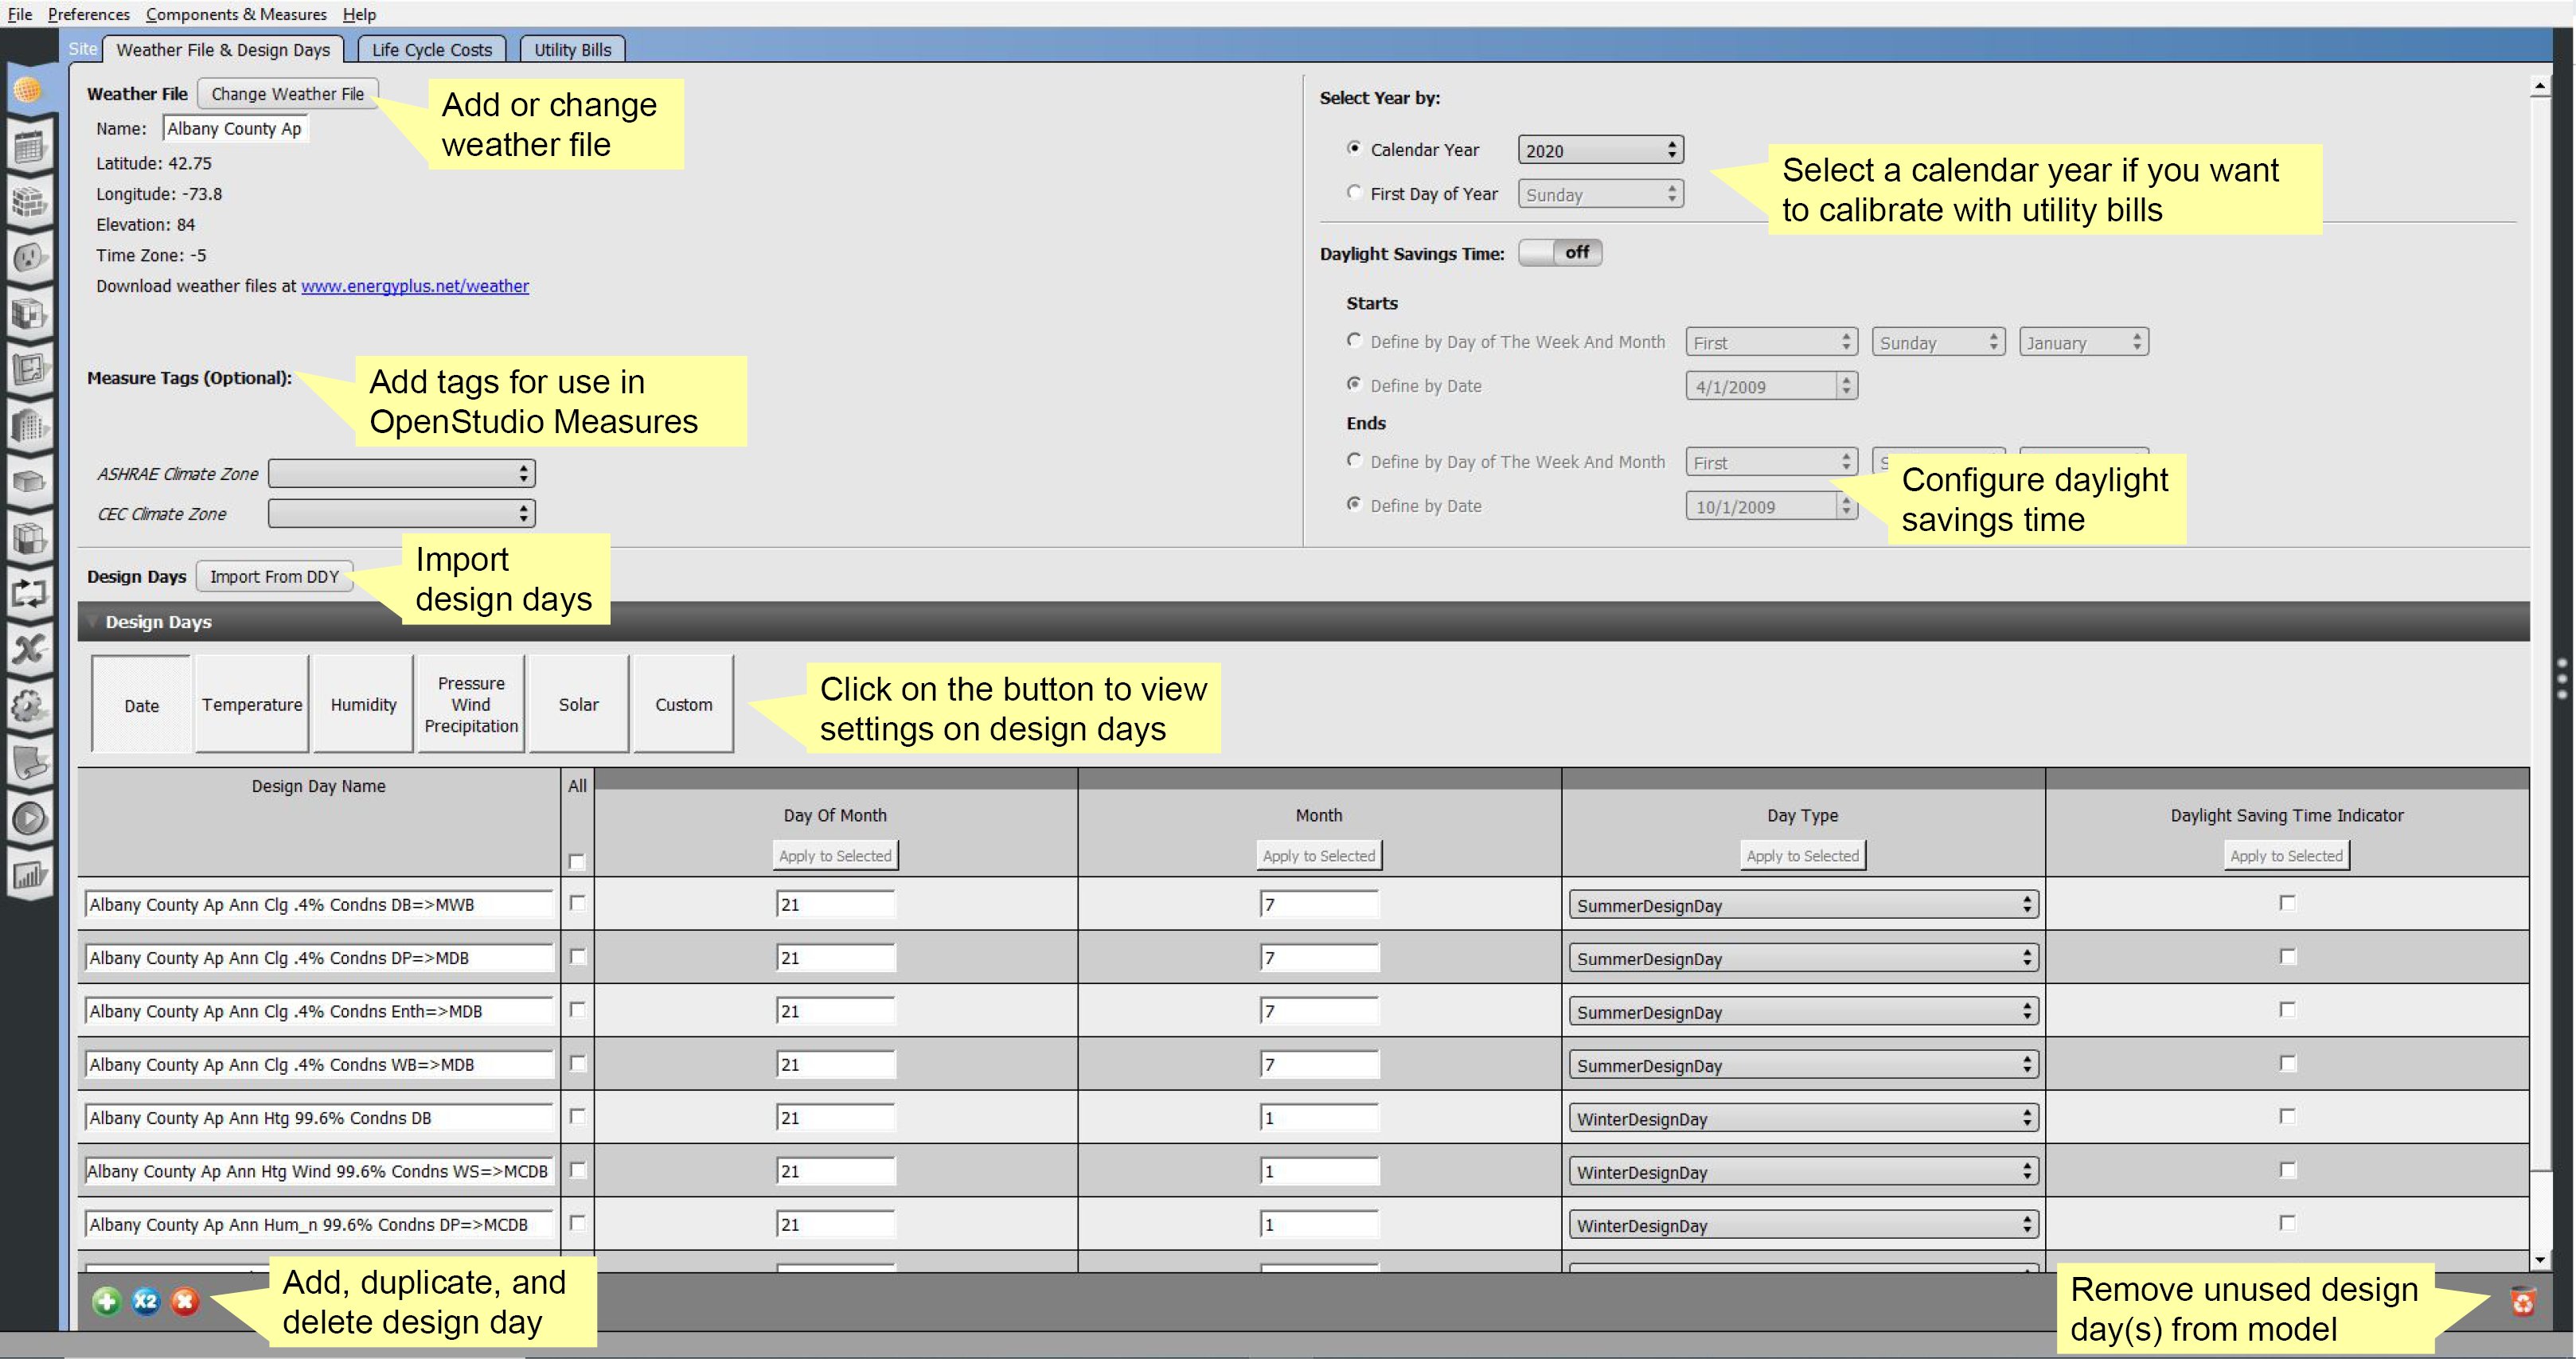 File Preferences Components & Measures Help
Site Weather File & Design Days Life Cycle Costs Utility Bills
Weather File Change Weather File
Name: Albany County Ap
Latitude: 42.75
Longitude: -73.8
Elevation: 84
Time Zone: -5
Download weather files at www.energyplus.net/weather
Add or change
weather file
Measure Tags (Optional):
Add tags for use in
OpenStudio Measures
ASHRAE Climate Zone
CEC Climate Zone
Select Year by:
Calendar Year 2020
First Day of Year Sunday
Select a calendar year if you want
to calibrate with utility bills
Daylight Savings Time: off
Starts
Define by Day of The Week And Month First Sunday January
Define by Date 4/1/2009
Ends
Define by Day of The Week And Month First
Define by Date 10/1/2009
Configure daylight
savings time
Design Days Import From DDY
Import
design days
Design Days
Date
Temperature
Humidity
Pressure
Wind
Precipitation
Solar
Custom
Click on the button to view
settings on design days
Design Day Name All
Day Of Month Month Day Type Daylight Saving Time Indicator
Apply to Selected Apply to Selected Apply to Selected Apply to Selected
Albany County Ap Ann Clg .4% Condns DB=>MWB 21 7 SummerDesignDay
Albany County Ap Ann Clg .4% Condns DP=>MDB 21 7 SummerDesignDay
Albany County Ap Ann Clg .4% Condns Enth=>MDB 21 7 SummerDesignDay
Albany County Ap Ann Clg .4% Condns WB=>MDB 21 7 SummerDesignDay
Albany County Ap Ann Htg 99.6% Condns DB 21 1 WinterDesignDay
Albany County Ap Ann Htg Wind 99.6% Condns WS=>MCDB 21 1 WinterDesignDay
Albany County Ap Ann Hum_n 99.6% Condns DP=>MCDB 21 1 WinterDesignDay
X2
Add, duplicate, and
delete design day
Remove unused design
day(s) from model